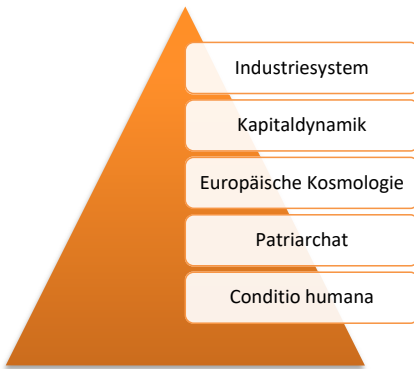 Industriesystem
Kapitaldynamik
Europäische Kosmologie
Patriarchat
Conditio humana